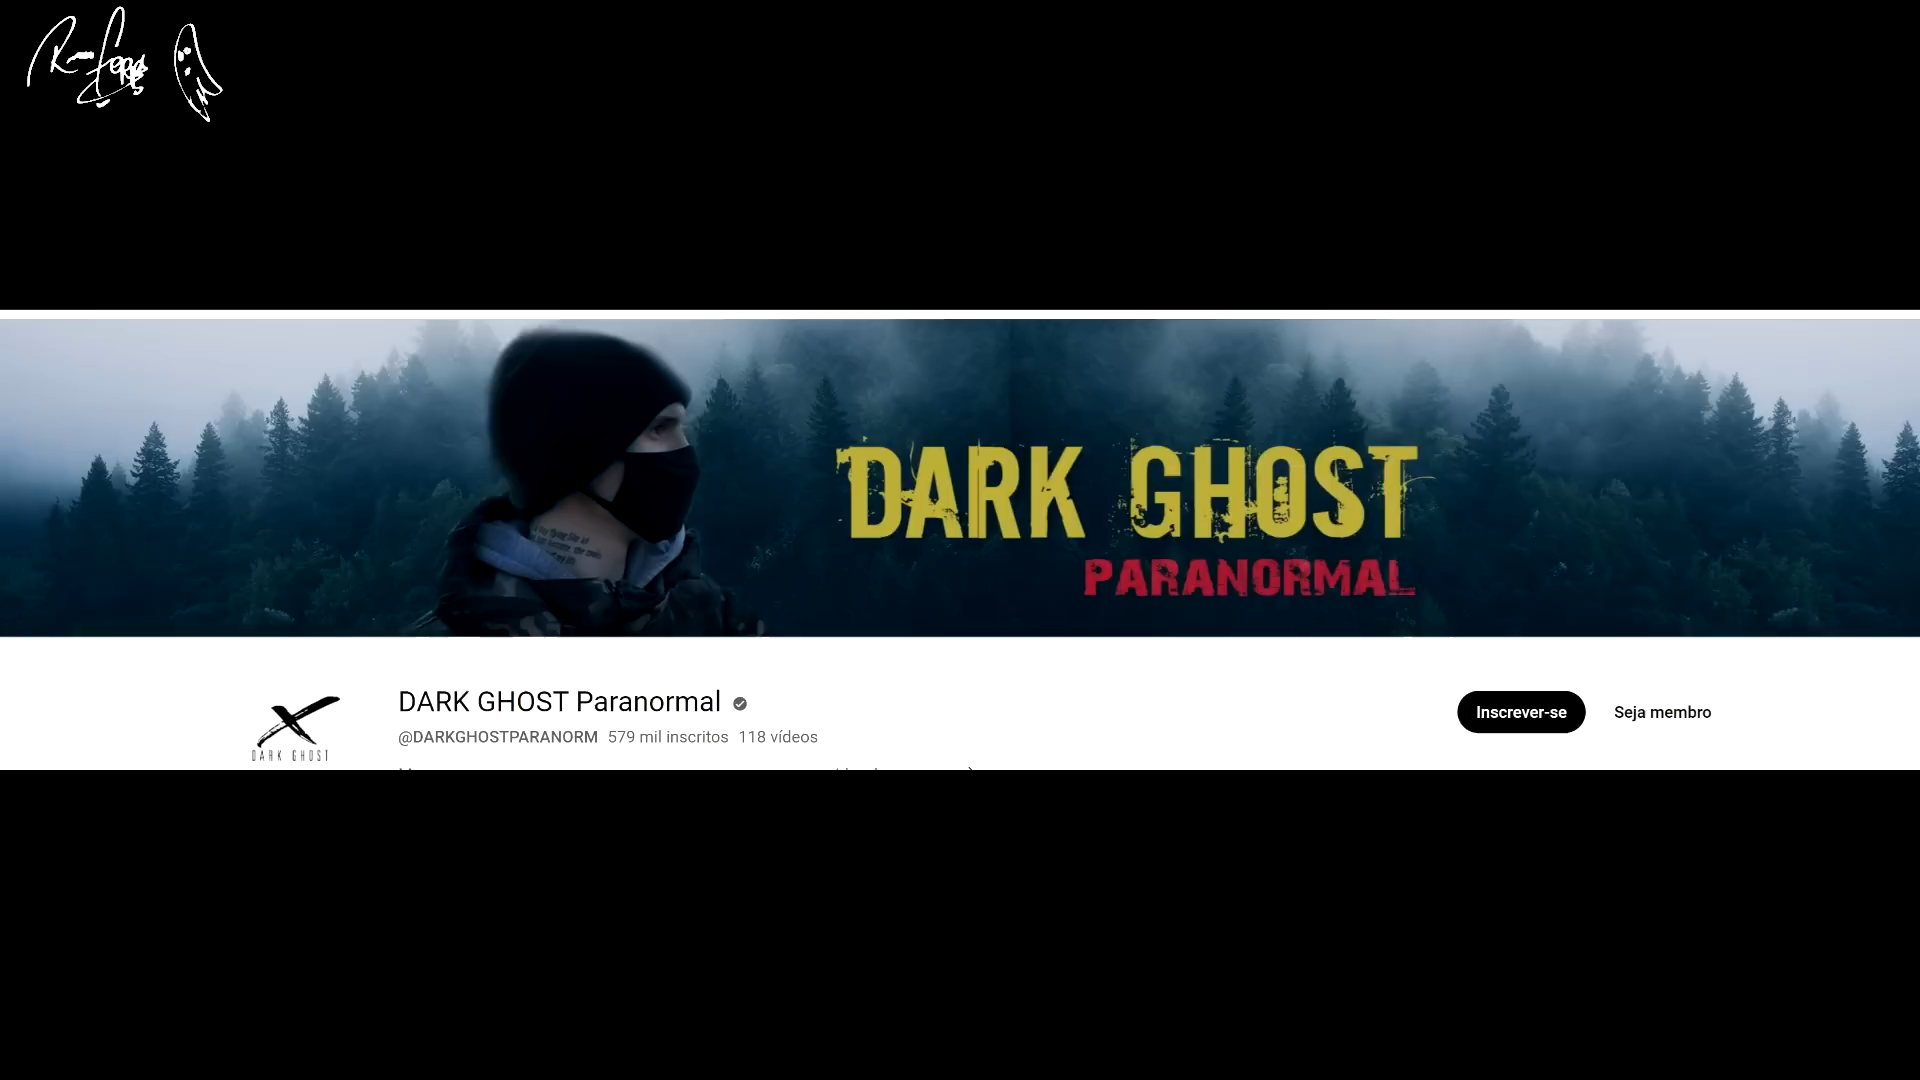 DARK GHOST
PARANORMAL
DARK GHOST
DARK GHOST Paranormal
@DARKGHOSTPARANORM 579 mil inscritos 118 vídeos
Inscrever-se
Seja membro